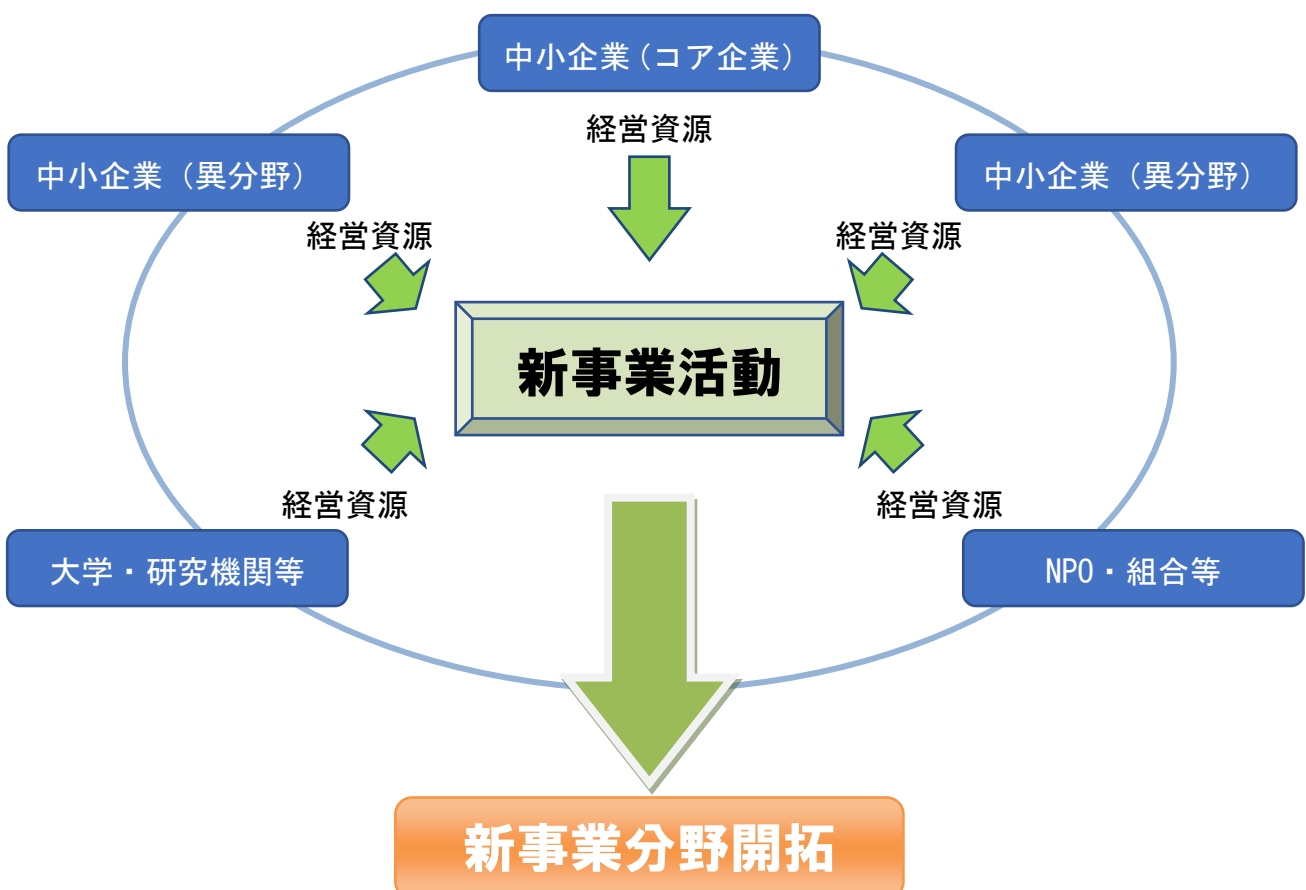 中小企業(コア企業)
経営資源
中小企業（異分野）
中小企業（異分野）
経営資源
経営資源
新事業活動
経営資源
経営資源
大学・研究機関等
NPO・組合等
新事業分野開拓